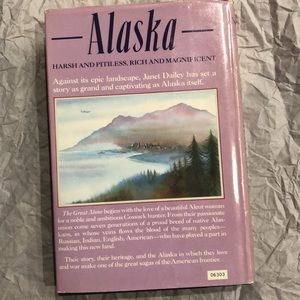 Alaska
HARSH AND PITILESS, RICH AND MAGNIFICENT
Against its epic landscape, Janet Dailey has set a
story as grand and captivating as Alaska itself.
The Great Alone begins with the love of a beautiful Aleut woman
for a noble and ambitious Cossack hunter. From their passionate
union come seven generations of a proud breed of native Alas-
kans, in whose veins flows the blood of the many peoples—
Russian, Indian, English, American—who have played a part in
making this new land.
Their story, their heritage, and the Alaska in which they love
and war make one of the great sagas of the American frontier.
06303